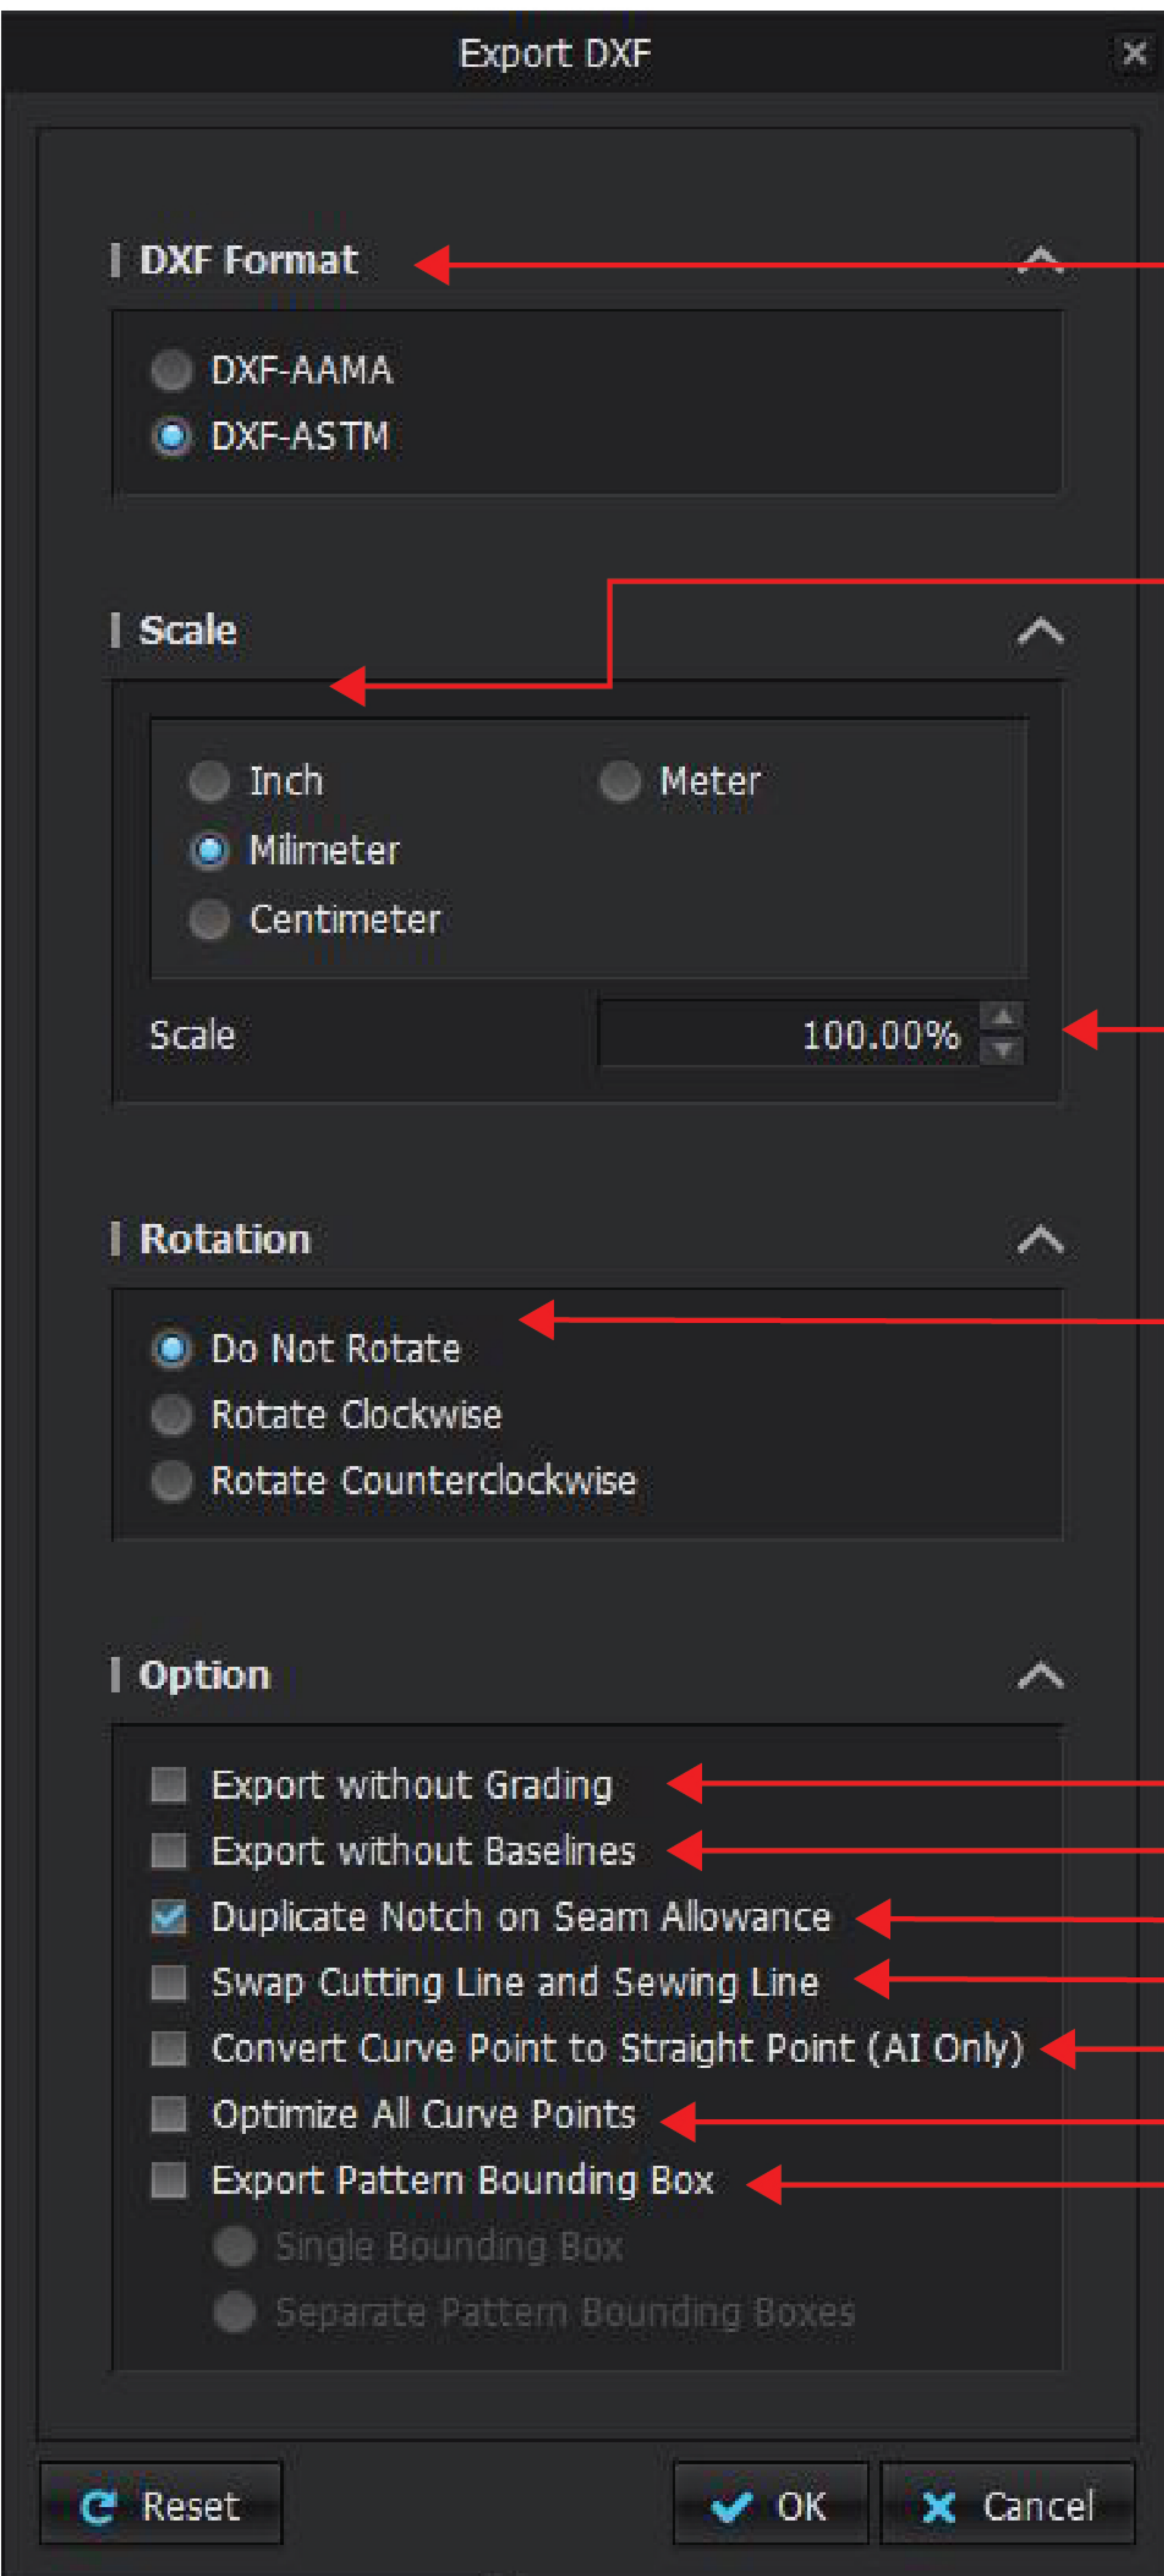 Export DXF
DXF Format
DXF-AAMA
DXF-ASTM
Scale
Inch
Meter
Milimeter
Centimeter
Scale 100.00%
Rotation
Do Not Rotate
Rotate Clockwise
Rotate Counterclockwise
Option
Export without Grading
Export without Baselines
Duplicate Notch on Seam Allowance
Swap Cutting Line and Sewing Line
Convert Curve Point to Straight Point (AI Only)
Optimize All Curve Points
Export Pattern Bounding Box
Single Bounding Box
Separate Pattern Bounding Boxes
Reset OK Cancel